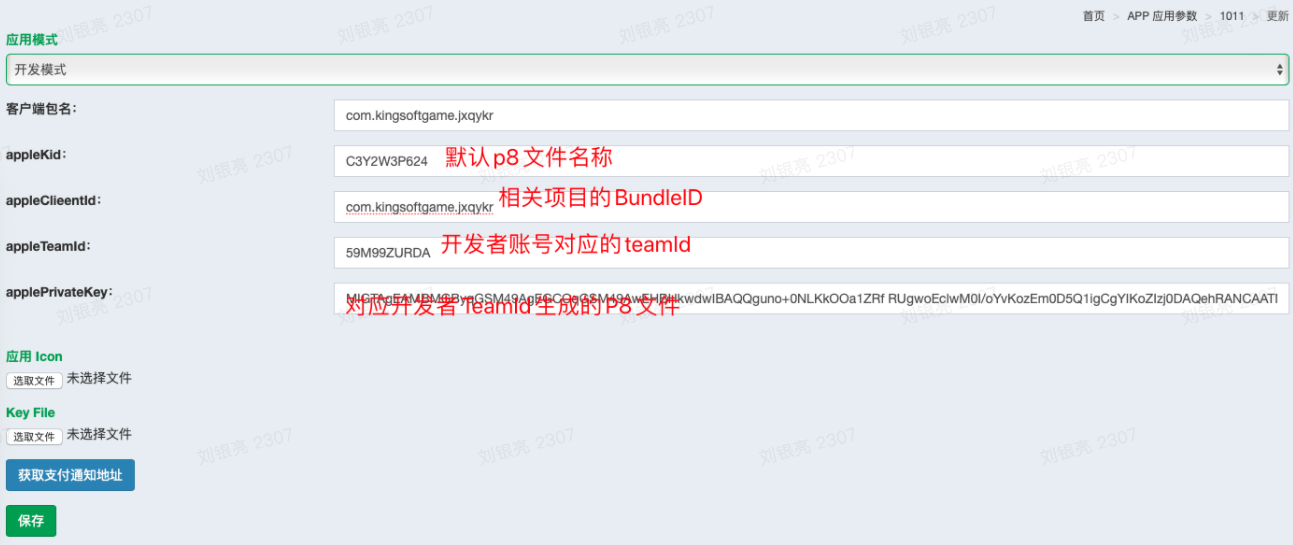 首页 > APP 应用参数 > 1011 > 更新
应用模式
开发模式
客户端包名: com.kingsoftgame.jxqykr
appleKid: C3Y2W3P624 默认p8文件名称
appleClieentId: com.kingsoftgame.jxqykr 相关项目的BundleID
appleTeamId: 59M99ZURDA 开发者账号对应的teamId
applePrivateKey:
对应开发者TeamId生成的P8文件
应用 Icon
选取文件 未选择文件
Key File
选取文件 未选择文件
获取支付通知地址
保存
刘银亮 2307